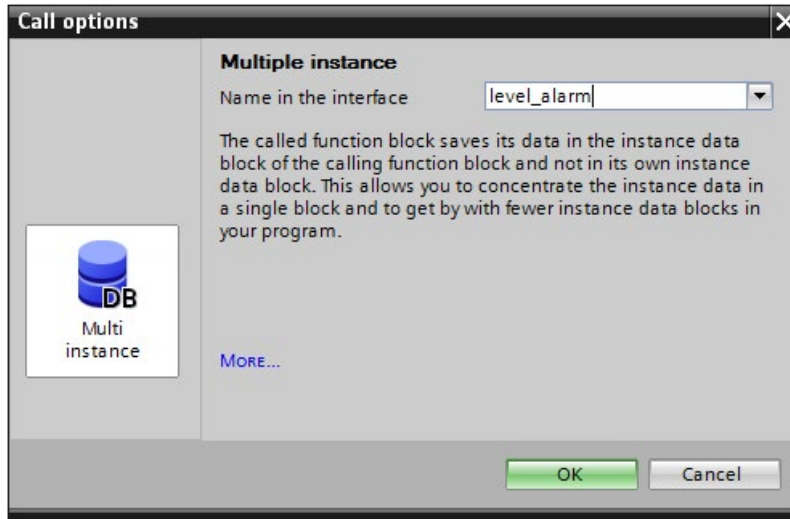 Call options
Multiple instance
Name in the interface level_alarm
The called function block saves its data in the instance data
block of the calling function block and not in its own instance
data block. This allows you to concentrate the instance data in
a single block and to get by with fewer instance data blocks in
your program.
DB
Multi
instance
MORE...
OK Cancel